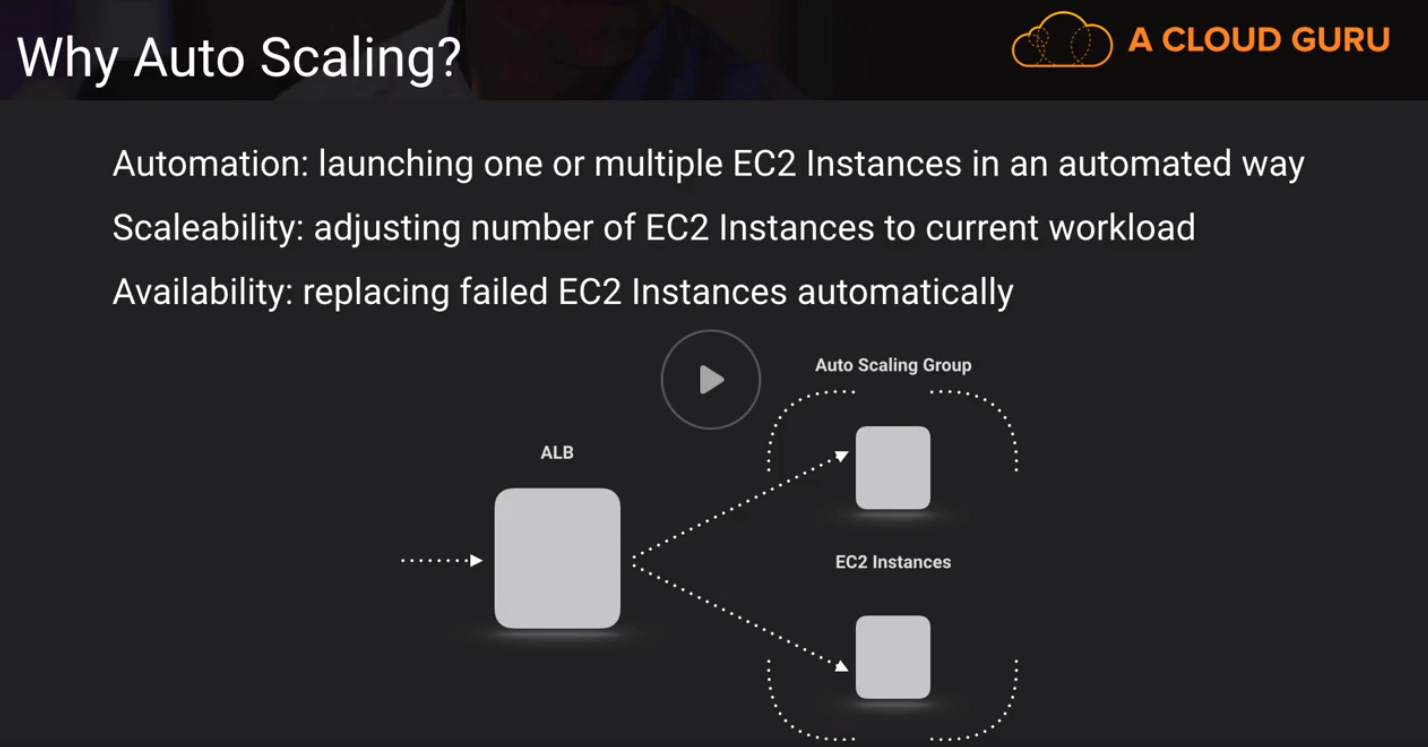 Why Auto Scaling?
A CLOUD GURU
Automation: launching one or multiple EC2 Instances in an automated way
Scaleability: adjusting number of EC2 Instances to current workload
Availability: replacing failed EC2 Instances automatically
Auto Scaling Group
ALB
EC2 Instances